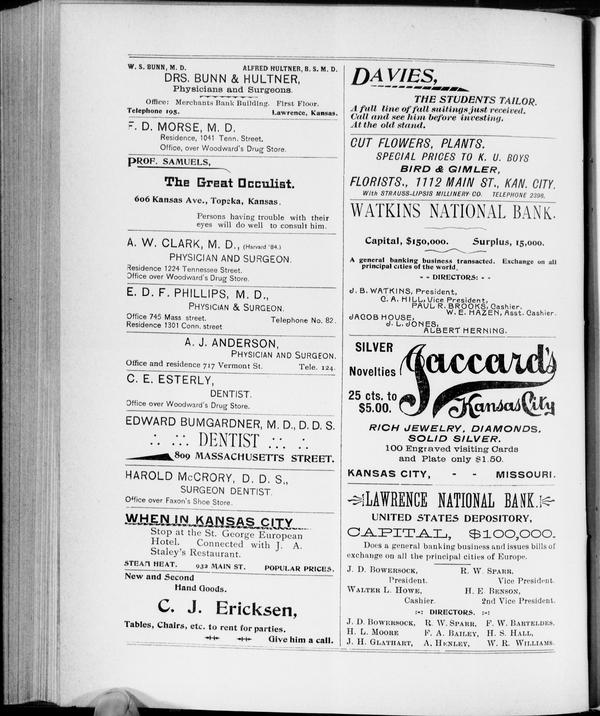 W. S. BUNN, M. D. ALFRED HULTNER, B. S. M. D.
DRS. BUNN & HULTNER,
Physicians and Surgeons.
Office: Merchants Bank Building. First Floor.
Telephone 195. Lawrence, Kansas.
F. D. MORSE, M. D.
Residence, 1041 Tenn. Street.
Office, over Woodward's Drug Store.
PROF. SAMUELS,
The Great Occulist.
606 Kansas Ave., Topeka, Kansas.
Persons having trouble with their
eyes will do well to consult him.
A. W. CLARK, M. D., (Harvard '84.)
PHYSICIAN AND SURGEON.
Residence 1224 Tennessee Street.
Office over Woodward's Drug Store.
E. D. F. PHILLIPS, M. D.,
PHYSICIAN & SURGEON.
Office 745 Mass street. Telephone No. 82.
Residence 1301 Conn. street
A. J. ANDERSON,
PHYSICIAN AND SURGEON.
Office and residence 717 Vermont St. Tele. 124.
C. E. ESTERLY,
DENTIST.
Office over Woodward's Drug Store.
EDWARD BUMGARDNER, M. D., D. D. S.
DENTIST
809 MASSACHUSETTS STREET.
HAROLD McCRORY, D. D. S.,
SURGEON DENTIST.
Office over Faxon's Shoe Store.
WHEN IN KANSAS CITY
Stop at the St. George European
Hotel. Connected with J. A.
Staley's Restaurant.
STEAM HEAT. 932 MAIN ST. POPULAR PRICES.
New and Second
Hand Goods.
C. J. Ericksen,
Tables, Chairs, etc. to rent for parties.
Give him a call.
DAVIES,
THE STUDENTS TAILOR.
A full line of fall suitings just received.
Call and see him before investing.
At the old stand.
CUT FLOWERS, PLANTS.
SPECIAL PRICES TO K. U. BOYS
BIRD & GIMLER,
FLORISTS., 1112 MAIN ST., KAN. CITY.
With STRAUSS-LIPSIS MILLINERY CO. TELEPHONE 2396.
WATKINS NATIONAL BANK.
Capital, $150,000. Surplus, 15,000.
A general banking business transacted. Exchange on all
principal cities of the world.
- - DIRECTORS: - -
J. B. WATKINS, President,
C. A. HILL, Vice President,
PAUL R. BROOKS, Cashier.
W. E. HAZEN, Asst. Cashier.
JACOB HOUSE,
J. L. JONES,
ALBERT HERNING.
SILVER
Novelties
25 cts. to
$5.00.
Jaccard's
Kansas City
RICH JEWELRY, DIAMONDS,
SOLID SILVER.
100 Engraved visiting Cards
and Plate only $1.50.
KANSAS CITY, - - MISSOURI.
LAWRENCE NATIONAL BANK.
UNITED STATES DEPOSITORY,
CAPITAL, $100,000.
Does a general banking business and issues bills of
exchange on all the principal cities of Europe.
J. D. BOWERSOCK, R. W. SPARR,
President. Vice President.
WALTER L. HOWE, H. E. BENSON,
Cashier. 2nd Vice President.
:-: DIRECTORS. :-:
J. D. BOWERSOCK, R. W. SPARR, F. W. BARTELDES,
H. L. MOORE F. A. BAILEY, H. S. HALL,
J. H. GLATHART, A. HENLEY, W. R. WILLIAMS.